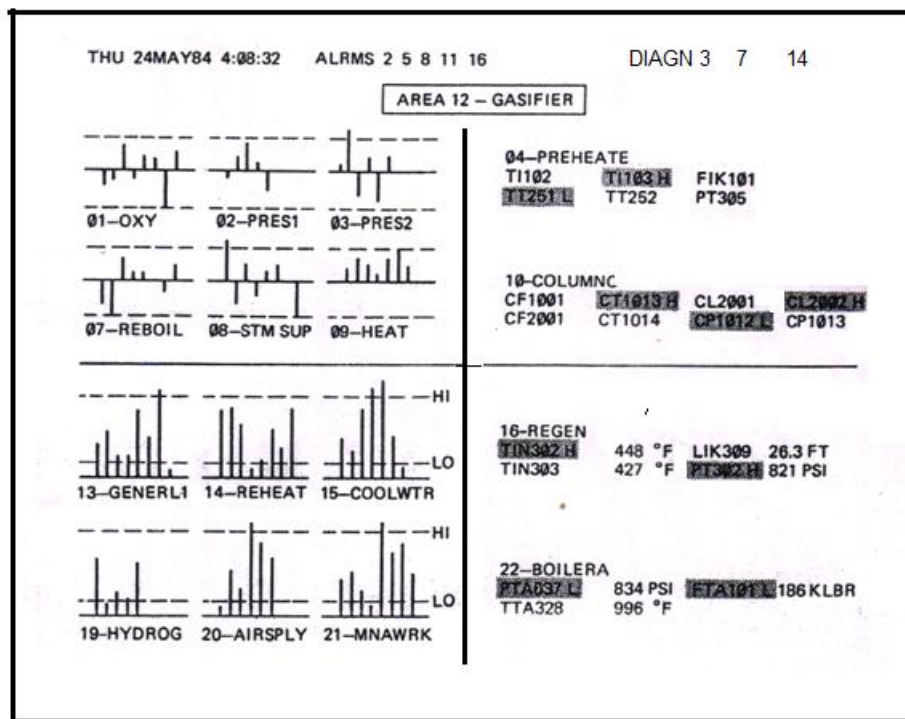 THU 24MAY84 4:08:32 ALRMS 2 5 8 11 16 DIAGN 3 7 14
AREA 12 – GASIFIER
01–OXY 02–PRES1 03–PRES2
07–REBOIL 08–STM SUP 09–HEAT
04–PREHEATE
TI102 TI103 H FIK101
TT251 L TT252 PT305
10–COLUMNC
CF1001 CT1013 H CL2001 CL2002 H
CF2001 CT1014 CP1012 L CP1013
HI
LO
13–GENERL1 14–REHEAT 15–COOLWTR
HI
LO
19–HYDROG 20–AIRSPLY 21–MNAWRK
16–REGEN
TIN302 H 448 °F LIK309 26.3 FT
TIN303 427 °F PT302 H 821 PSI
22–BOILERA
PTA037 L 834 PSI FTA101 L 186 KLBR
TTA328 996 °F